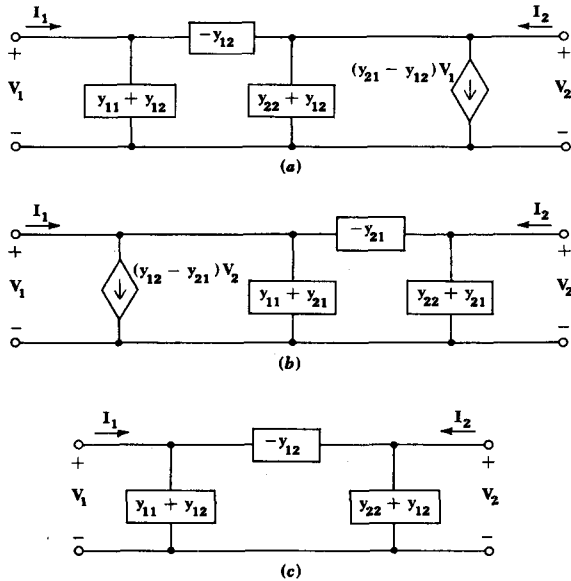 I₁ I₂
−y₁₂
+ (y₂₁ − y₁₂)V₁ +
V₁ y₁₁ + y₁₂ y₂₂ + y₁₂ V₂
− −
(a)
I₁ I₂
−y₂₁
+ +
(y₁₂ − y₂₁)V₂
V₁ y₁₁ + y₂₁ y₂₂ + y₂₁ V₂
− −
(b)
I₁ I₂
−y₁₂
+ +
V₁ y₁₁ + y₁₂ y₂₂ + y₁₂ V₂
− −
(c)